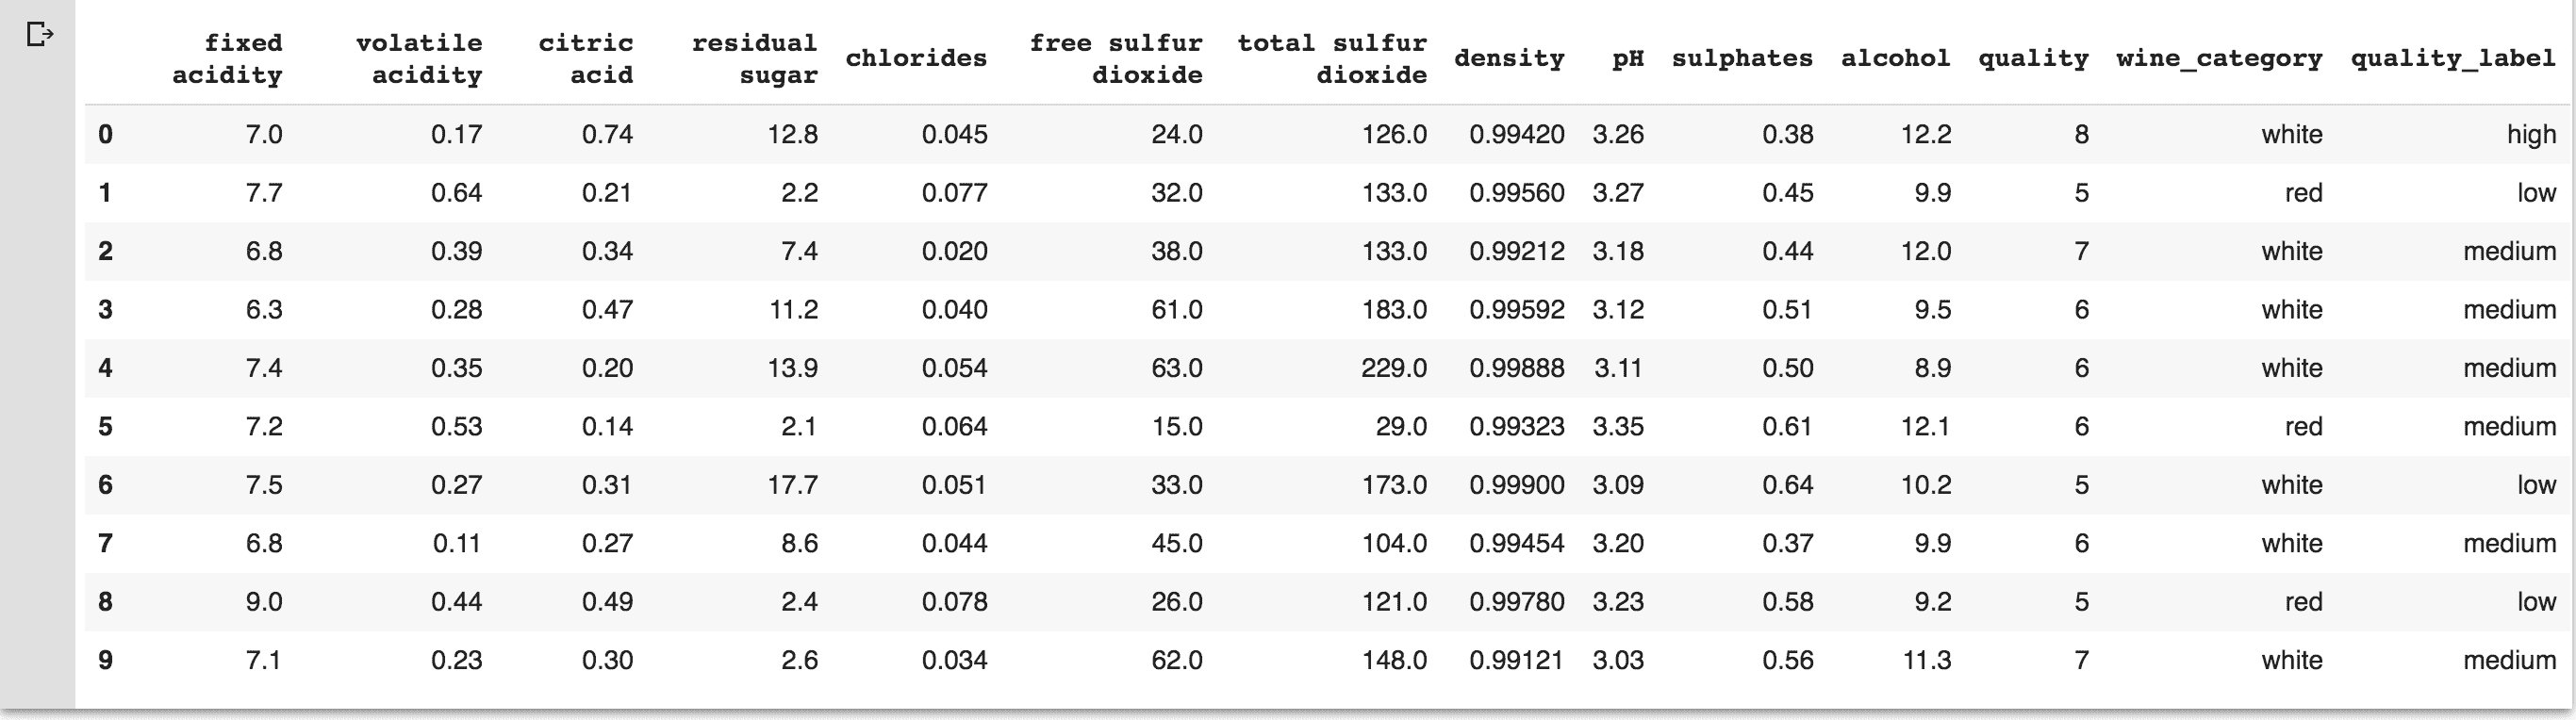 fixed acidity volatile acidity citric acid residual sugar chlorides free sulfur dioxide total sulfur dioxide density pH sulphates alcohol quality wine_category quality_label
0 7.0 0.17 0.74 12.8 0.045 24.0 126.0 0.99420 3.26 0.38 12.2 8 white high
1 7.7 0.64 0.21 2.2 0.077 32.0 133.0 0.99560 3.27 0.45 9.9 5 red low
2 6.8 0.39 0.34 7.4 0.020 38.0 133.0 0.99212 3.18 0.44 12.0 7 white medium
3 6.3 0.28 0.47 11.2 0.040 61.0 183.0 0.99592 3.12 0.51 9.5 6 white medium
4 7.4 0.35 0.20 13.9 0.054 63.0 229.0 0.99888 3.11 0.50 8.9 6 white medium
5 7.2 0.53 0.14 2.1 0.064 15.0 29.0 0.99323 3.35 0.61 12.1 6 red medium
6 7.5 0.27 0.31 17.7 0.051 33.0 173.0 0.99900 3.09 0.64 10.2 5 white low
7 6.8 0.11 0.27 8.6 0.044 45.0 104.0 0.99454 3.20 0.37 9.9 6 white medium
8 9.0 0.44 0.49 2.4 0.078 26.0 121.0 0.99780 3.23 0.58 9.2 5 red low
9 7.1 0.23 0.30 2.6 0.034 62.0 148.0 0.99121 3.03 0.56 11.3 7 white medium